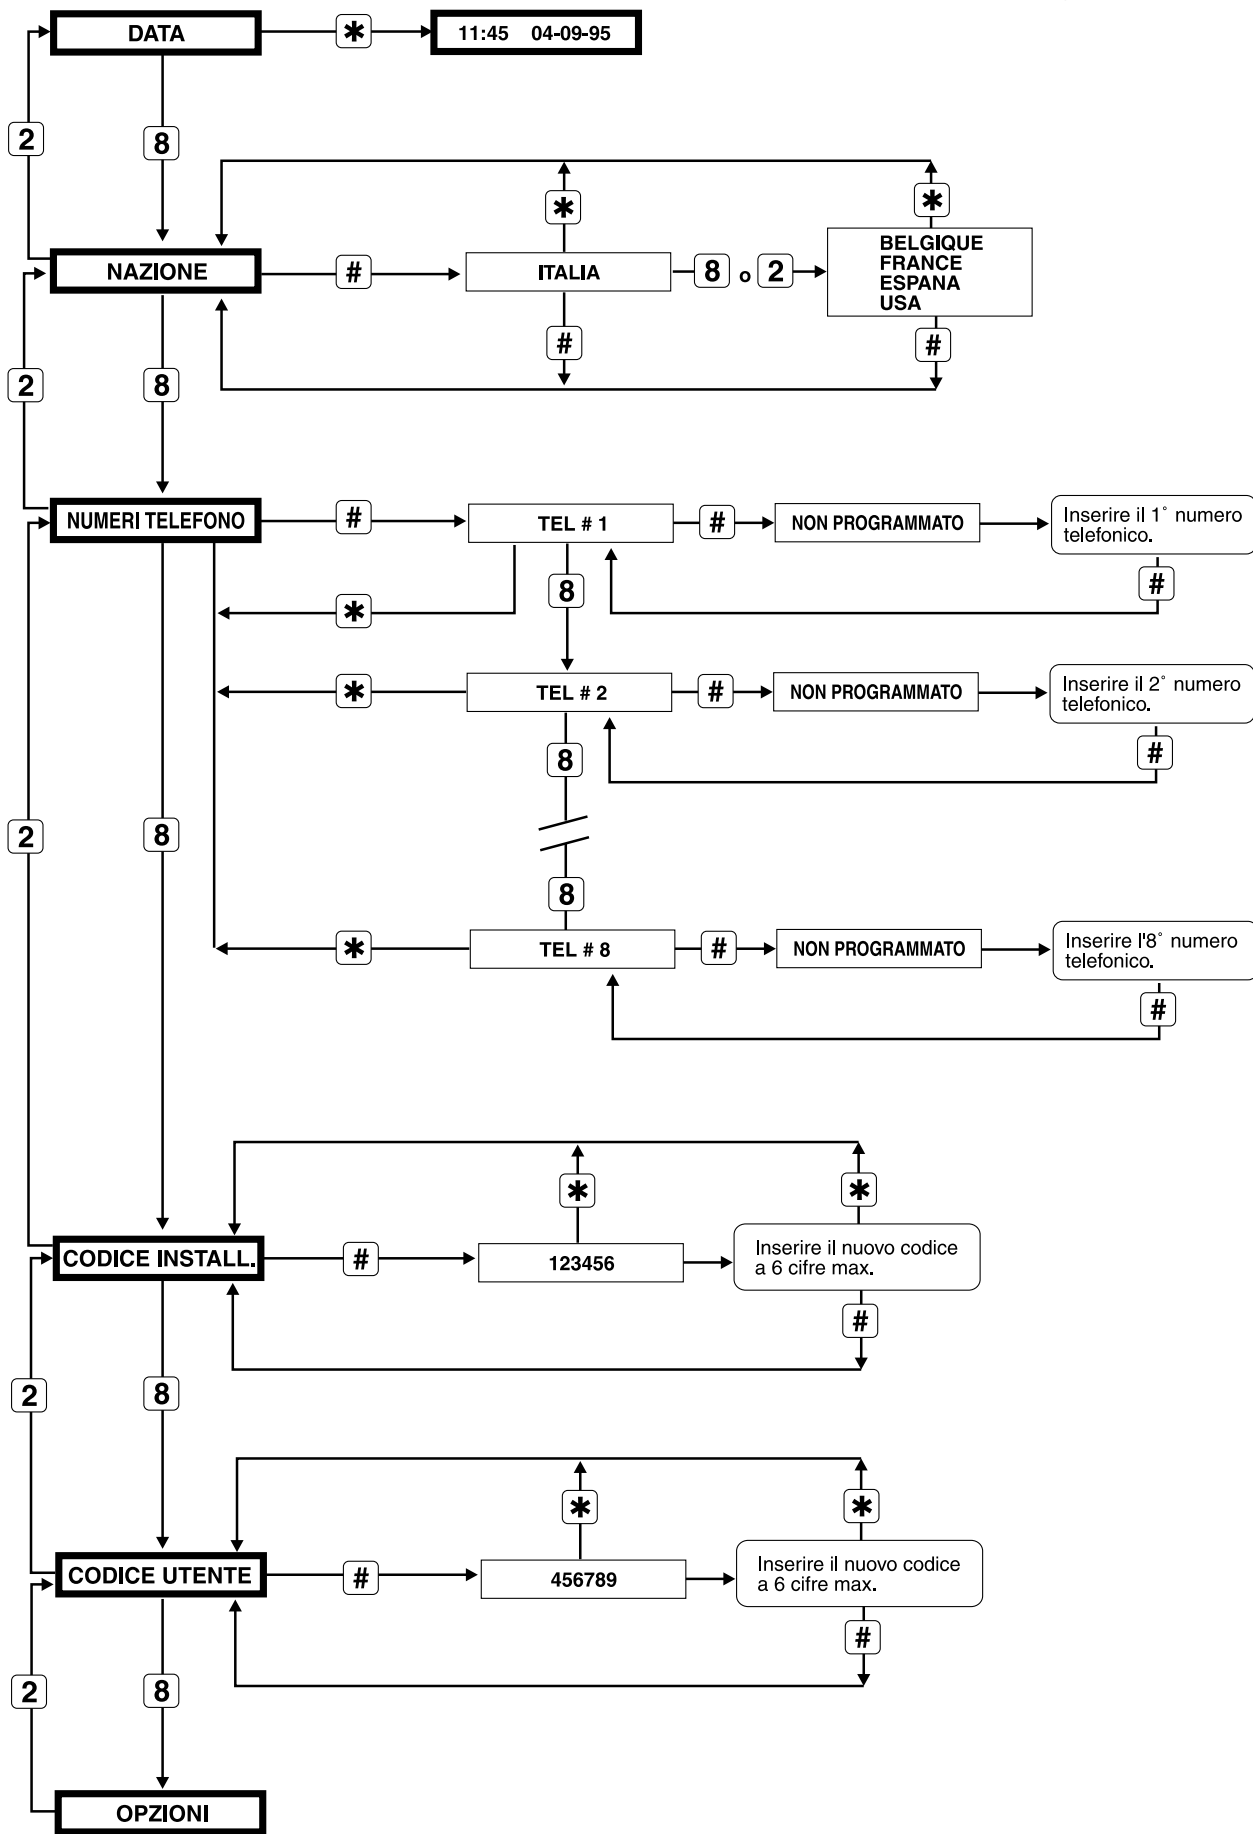 DATA
✱
11:45 04-09-95
2
8
✱
✱
NAZIONE
#
ITALIA
8 o 2
BELGIQUE
FRANCE
ESPANA
USA
#
#
2
8
NUMERI TELEFONO
#
TEL # 1
#
NON PROGRAMMATO
Inserire il 1° numero
telefonico.
✱
8
#
✱
TEL # 2
#
NON PROGRAMMATO
Inserire il 2° numero
telefonico.
8
#
2
8
8
✱
TEL # 8
#
NON PROGRAMMATO
Inserire l'8° numero
telefonico.
#
✱
✱
CODICE INSTALL.
#
123456
Inserire il nuovo codice
a 6 cifre max.
#
2
8
✱
✱
CODICE UTENTE
#
456789
Inserire il nuovo codice
a 6 cifre max.
#
2
8
OPZIONI